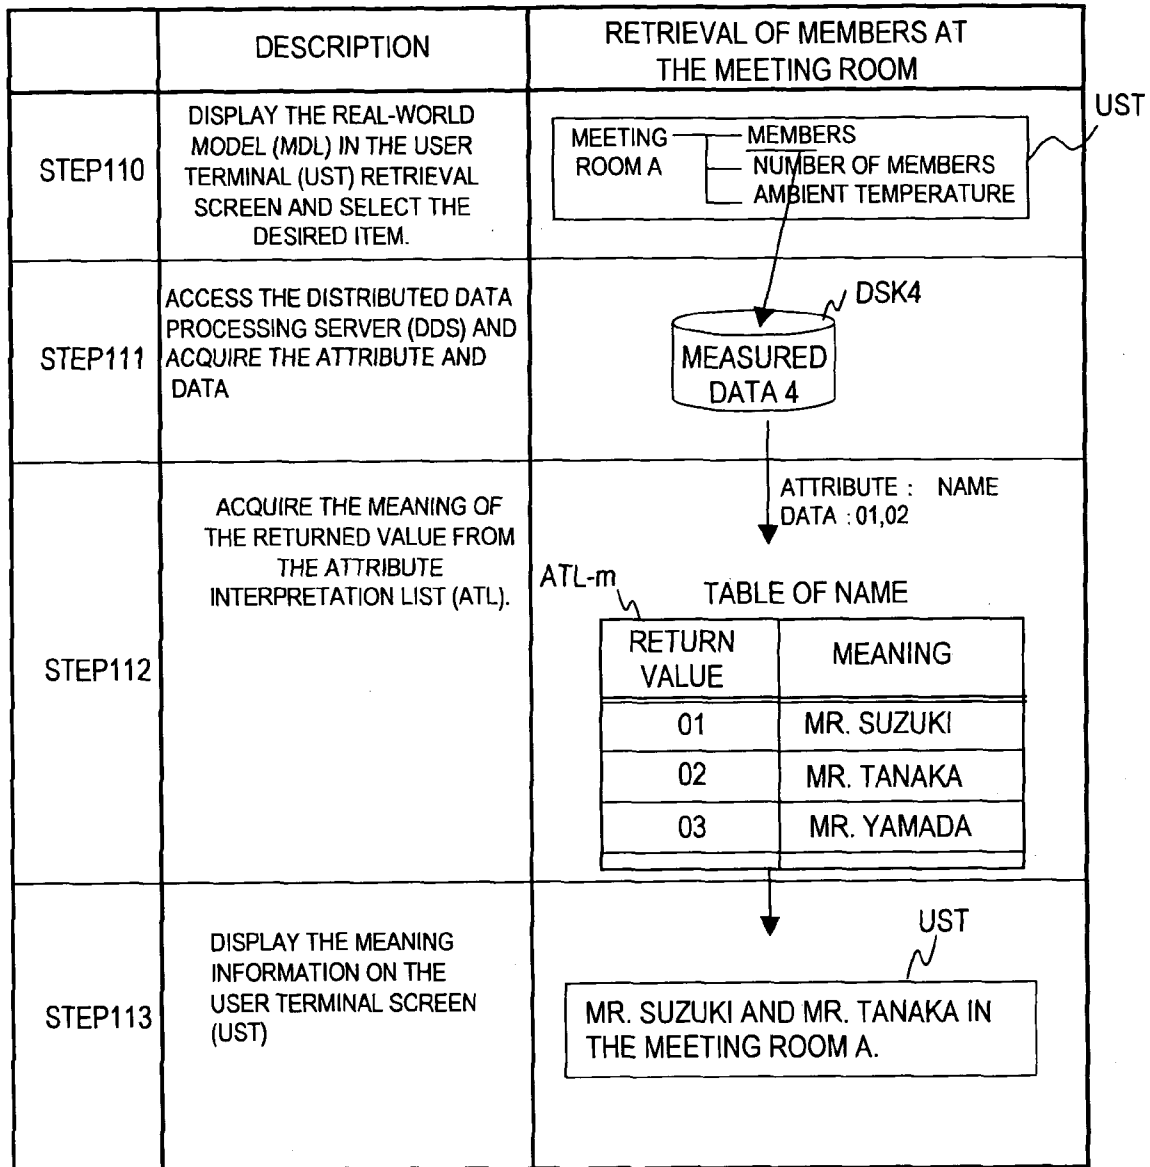 DESCRIPTION
RETRIEVAL OF MEMBERS AT
THE MEETING ROOM
STEP110
DISPLAY THE REAL-WORLD
MODEL (MDL) IN THE USER
TERMINAL (UST) RETRIEVAL
SCREEN AND SELECT THE
DESIRED ITEM.
MEETING
ROOM A
MEMBERS
NUMBER OF MEMBERS
AMBIENT TEMPERATURE
UST
STEP111
ACCESS THE DISTRIBUTED DATA
PROCESSING SERVER (DDS) AND
ACQUIRE THE ATTRIBUTE AND
DATA
DSK4
MEASURED
DATA 4
STEP112
ACQUIRE THE MEANING OF
THE RETURNED VALUE FROM
THE ATTRIBUTE
INTERPRETATION LIST (ATL).
ATTRIBUTE : NAME
DATA : 01,02
ATL-m
TABLE OF NAME
RETURN
VALUE
MEANING
01 MR. SUZUKI
02 MR. TANAKA
03 MR. YAMADA
STEP113
DISPLAY THE MEANING
INFORMATION ON THE
USER TERMINAL SCREEN
(UST)
UST
MR. SUZUKI AND MR. TANAKA IN
THE MEETING ROOM A.